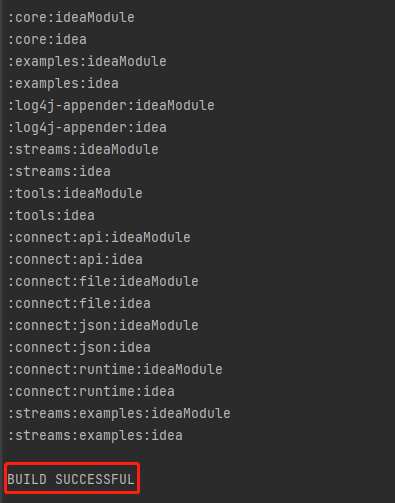 :core:ideaModule
:core:idea
:examples:ideaModule
:examples:idea
:log4j-appender:ideaModule
:log4j-appender:idea
:streams:ideaModule
:streams:idea
:tools:ideaModule
:tools:idea
:connect:api:ideaModule
:connect:api:idea
:connect:file:ideaModule
:connect:file:idea
:connect:json:ideaModule
:connect:json:idea
:connect:runtime:ideaModule
:connect:runtime:idea
:streams:examples:ideaModule
:streams:examples:idea
BUILD SUCCESSFUL